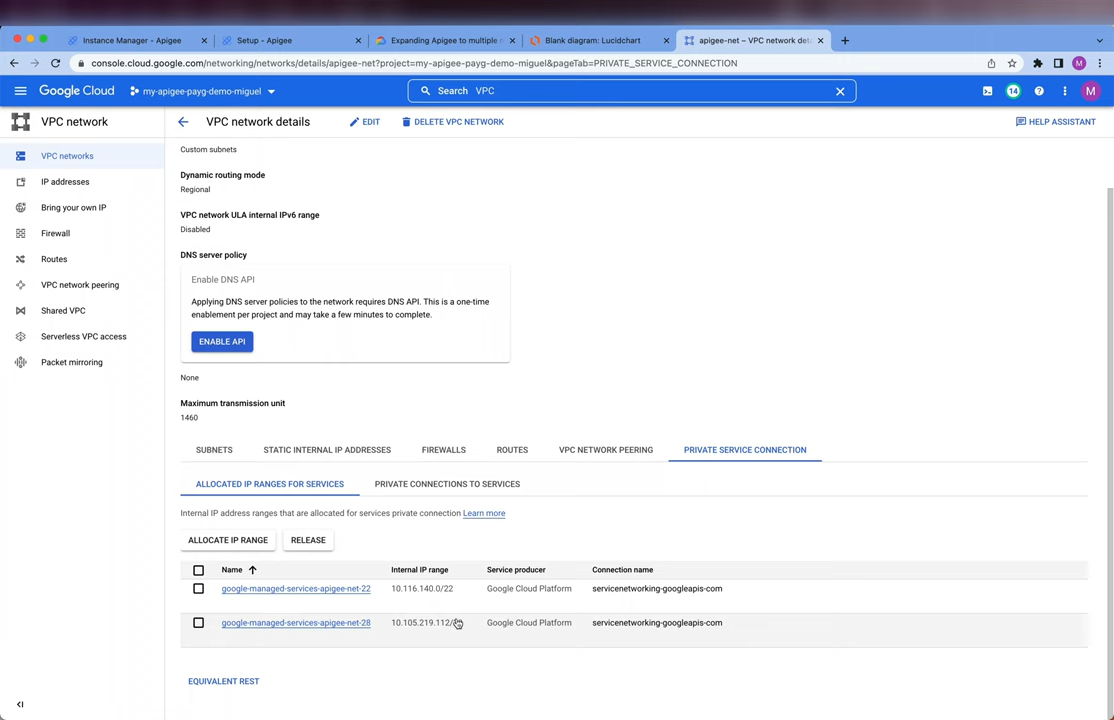 Instance Manager - Apigee
Setup - Apigee
Expanding Apigee to multiple
Blank diagram: Lucidchart
apigee-net – VPC network det
console.cloud.google.com/networking/networks/details/apigee-net?project=my-apigee-payg-demo-miguel&pageTab=PRIVATE_SERVICE_CONNECTION
M
Google Cloud
my-apigee-payg-demo-miguel
Search VPC
14
M
VPC network
VPC network details
EDIT
DELETE VPC NETWORK
HELP ASSISTANT
VPC networks
IP addresses
Bring your own IP
Firewall
Routes
VPC network peering
Shared VPC
Serverless VPC access
Packet mirroring
Custom subnets
Dynamic routing mode
Regional
VPC network ULA internal IPv6 range
Disabled
DNS server policy
Enable DNS API
Applying DNS server policies to the network requires DNS API. This is a one-time
enablement per project and may take a few minutes to complete.
ENABLE API
None
Maximum transmission unit
1460
SUBNETS STATIC INTERNAL IP ADDRESSES FIREWALLS ROUTES VPC NETWORK PEERING PRIVATE SERVICE CONNECTION
ALLOCATED IP RANGES FOR SERVICES PRIVATE CONNECTIONS TO SERVICES
Internal IP address ranges that are allocated for services private connection Learn more
ALLOCATE IP RANGE RELEASE
Name Internal IP range Service producer Connection name
google-managed-services-apigee-net-22 10.116.140.0/22 Google Cloud Platform servicenetworking-googleapis-com
google-managed-services-apigee-net-28 10.105.219.112/ Google Cloud Platform servicenetworking-googleapis-com
EQUIVALENT REST